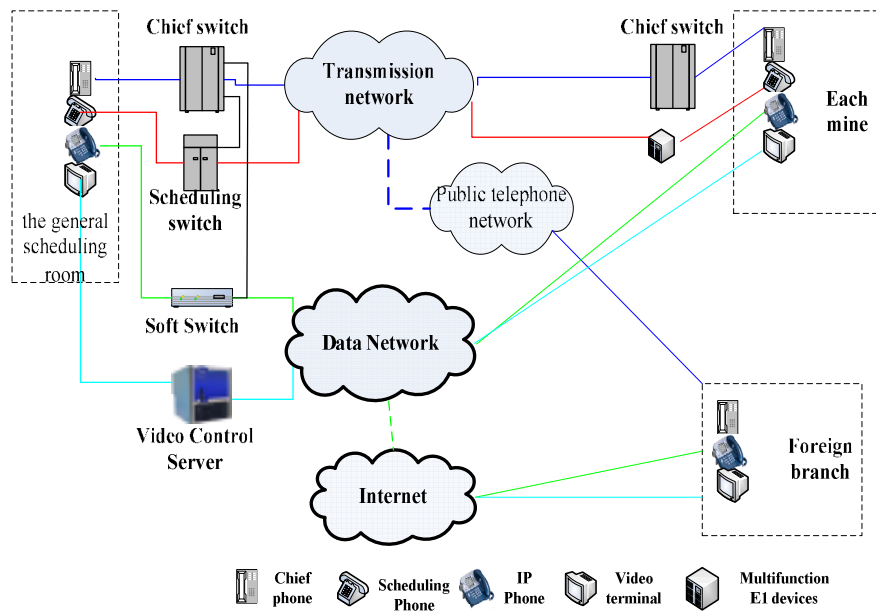 Chief switch
Chief switch
Transmission
network
Each
mine
Scheduling
switch
Public telephone
network
the general
scheduling
room
Soft Switch
Data Network
Video Control
Server
Foreign
branch
Internet
Chief
phone
Scheduling
Phone
IP
Phone
Video
terminal
Multifunction
E1 devices